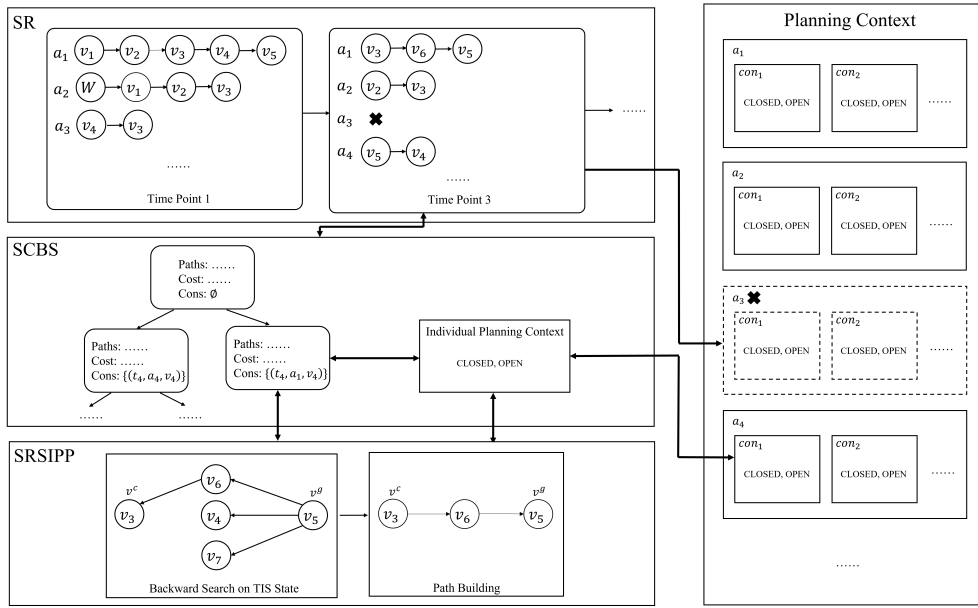 SR
a₁ v₁ v₂ v₃ v₄ v₅
a₂ W v₁ v₂ v₃
a₃ v₄ v₃
......
Time Point 1
a₁ v₃ v₆ v₅
a₂ v₂ v₃
a₃ ✖
a₄ v₅ v₄
......
Time Point 3
......
SCBS
Paths: ......
Cost: ......
Cons: ∅
Paths: ......
Cost: ......
Cons: {(t₄, a₄, v₄)}
Paths: ......
Cost: ......
Cons: {(t₄, a₁, v₄)}
......
......
Individual Planning Context
CLOSED, OPEN
SRSIPP
vᶜ
v₃
v₆
v₄
v₇
vᵍ
v₅
Backward Search on TIS State
vᶜ vᵍ
v₃ v₆ v₅
Path Building
Planning Context
a₁
con₁ con₂
CLOSED, OPEN CLOSED, OPEN ......
a₂
con₁ con₂
CLOSED, OPEN CLOSED, OPEN ......
a₃ ✖
con₁ con₂
CLOSED, OPEN CLOSED, OPEN ......
a₄
con₁ con₂
CLOSED, OPEN CLOSED, OPEN ......
......